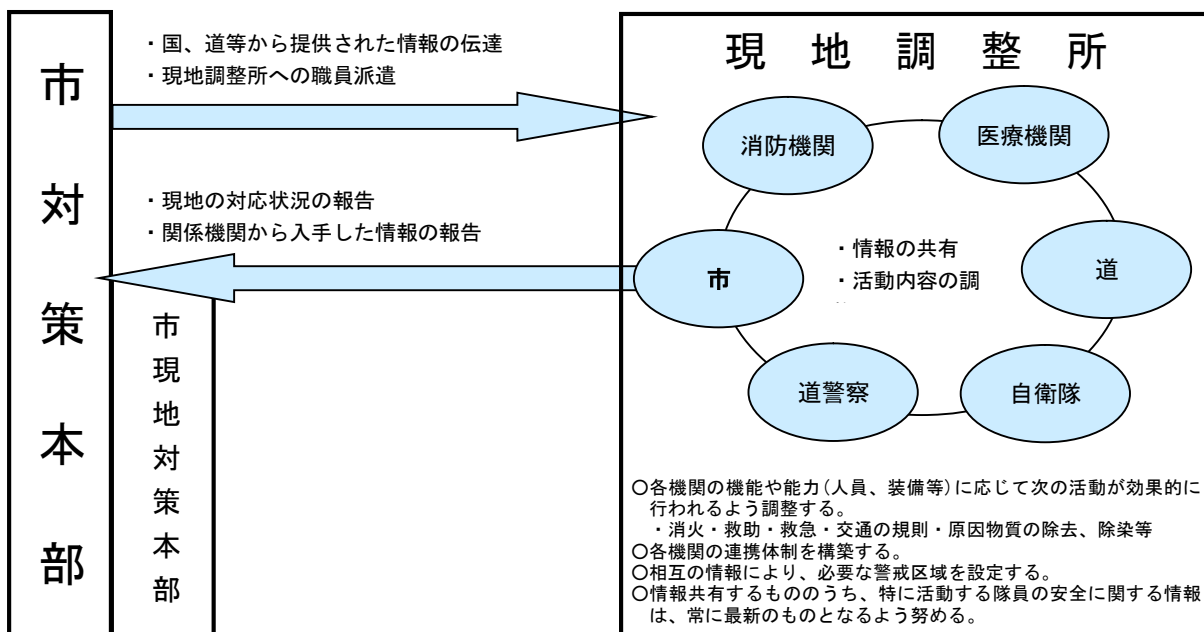 市対策本部
・国、道等から提供された情報の伝達
・現地調整所への職員派遣
・現地の対応状況の報告
・関係機関から入手した情報の報告
市現地対策本部
現地調整所
消防機関
医療機関
市
・情報の共有
・活動内容の調
道
道警察
自衛隊
○各機関の機能や能力(人員、装備等)に応じて次の活動が効果的に
行われるよう調整する。
・消火・救助・救急・交通の規則・原因物質の除去、除染等
○各機関の連携体制を構築する。
○相互の情報により、必要な警戒区域を設定する。
○情報共有するもののうち、特に活動する隊員の安全に関する情報
は、常に最新のものとなるよう努める。